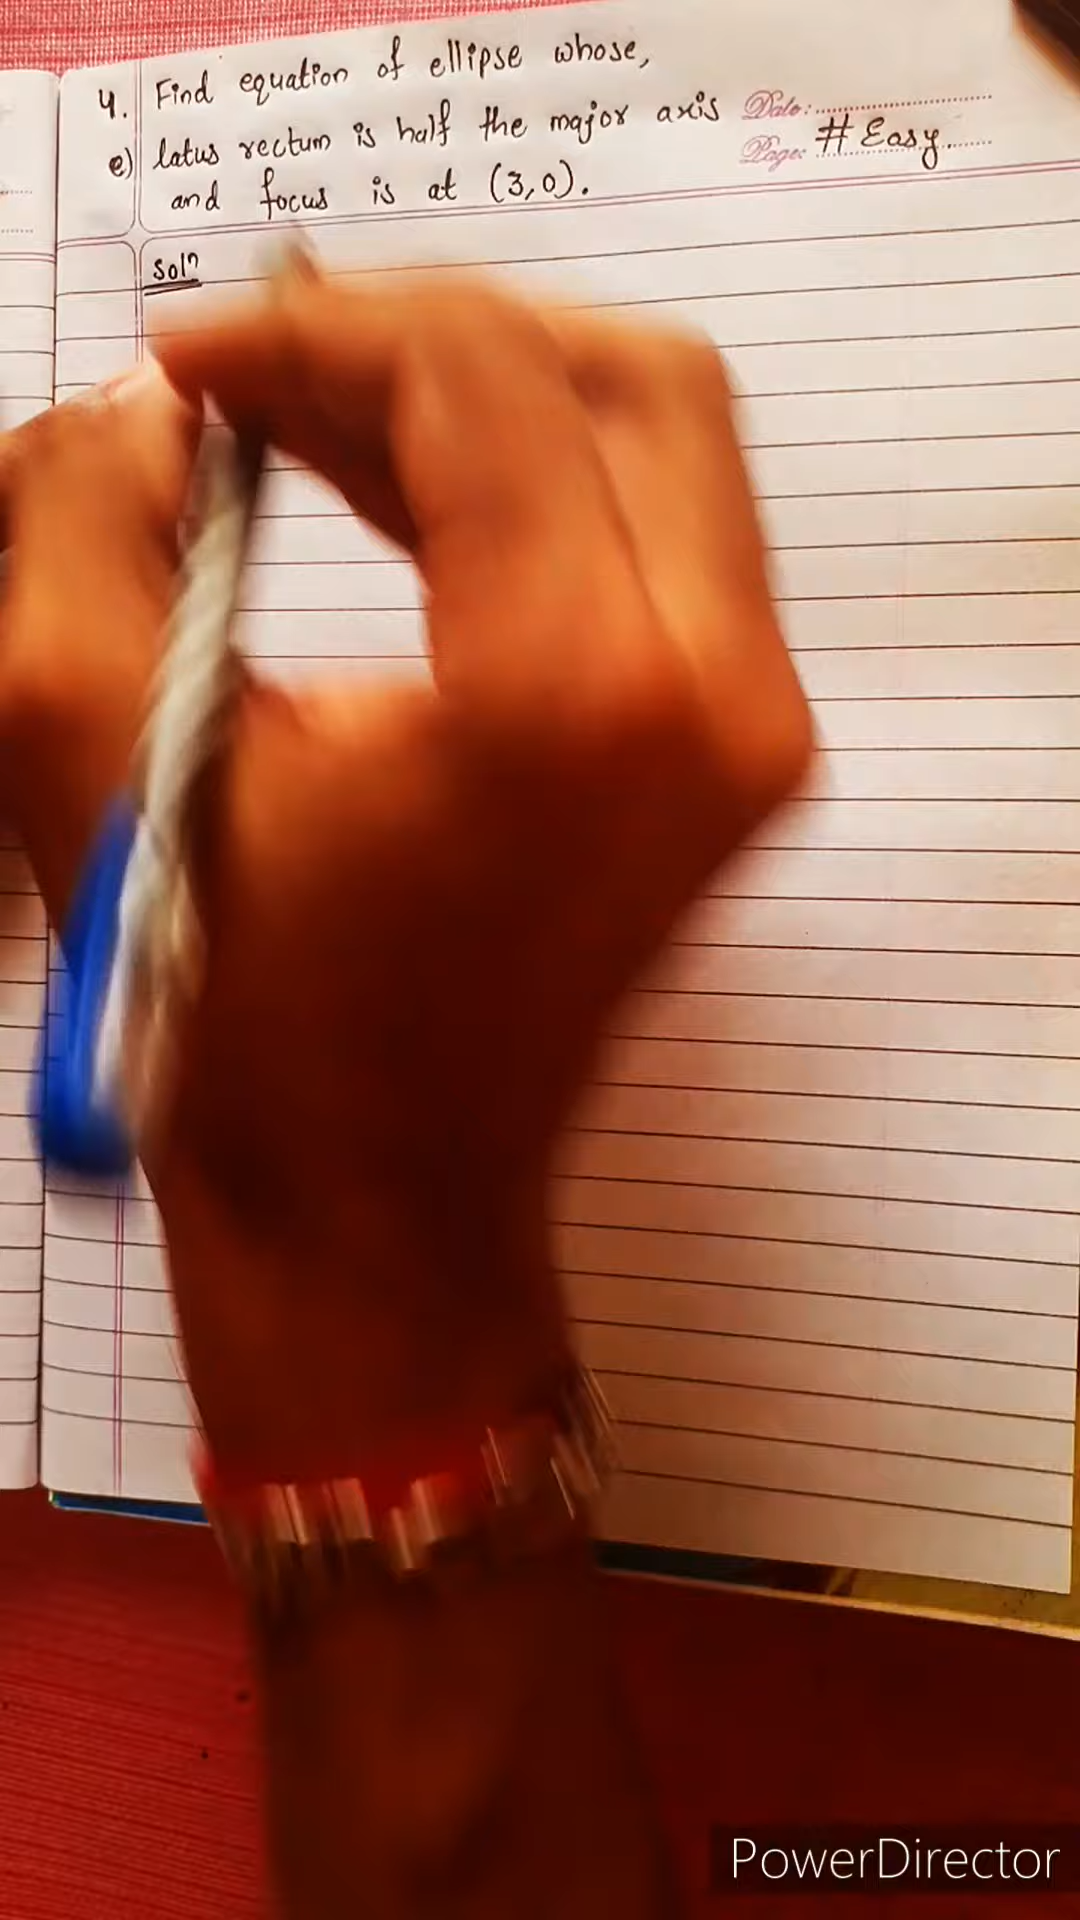 4. Find equation of ellipse whose,
e) latus rectum is half the major axis
and focus is at (3,0).
Date:
Page:
# Easy
Solⁿ
PowerDirector